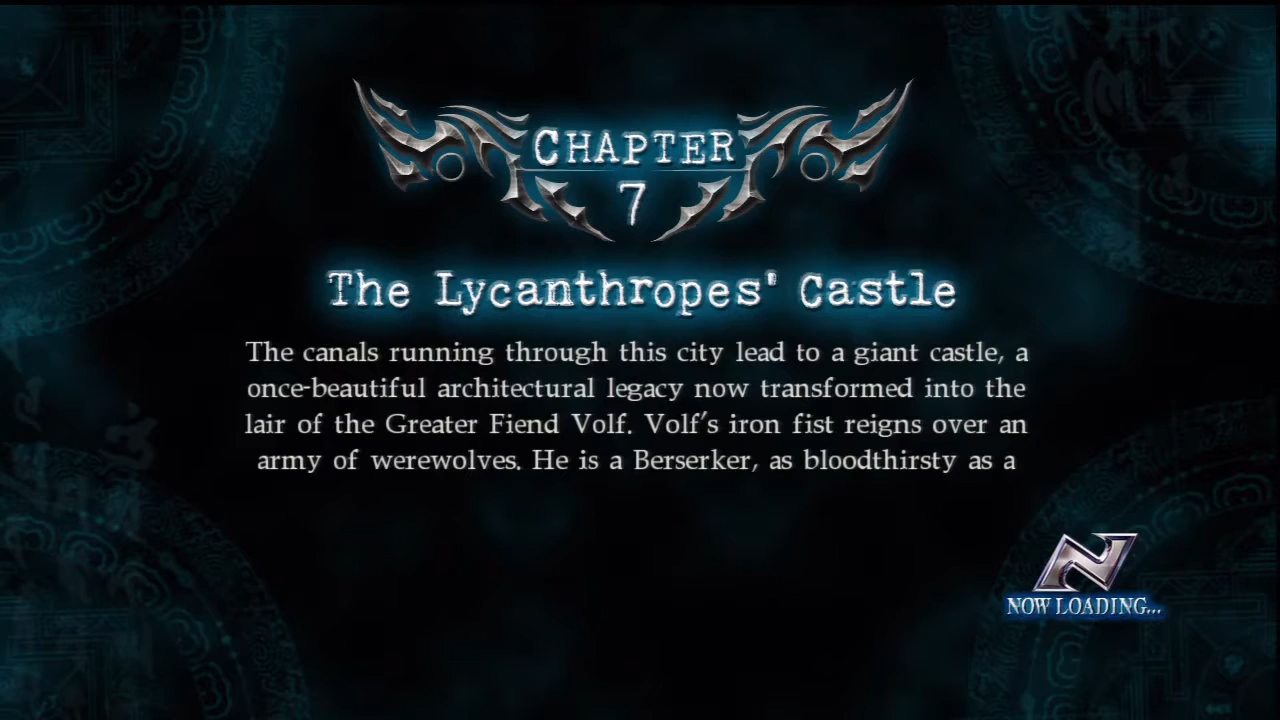 CHAPTER
7
The Lycanthropes' Castle
The canals running through this city lead to a giant castle, a
once-beautiful architectural legacy now transformed into the
lair of the Greater Fiend Volf. Volf's iron fist reigns over an
army of werewolves. He is a Berserker, as bloodthirsty as a
NOW LOADING...